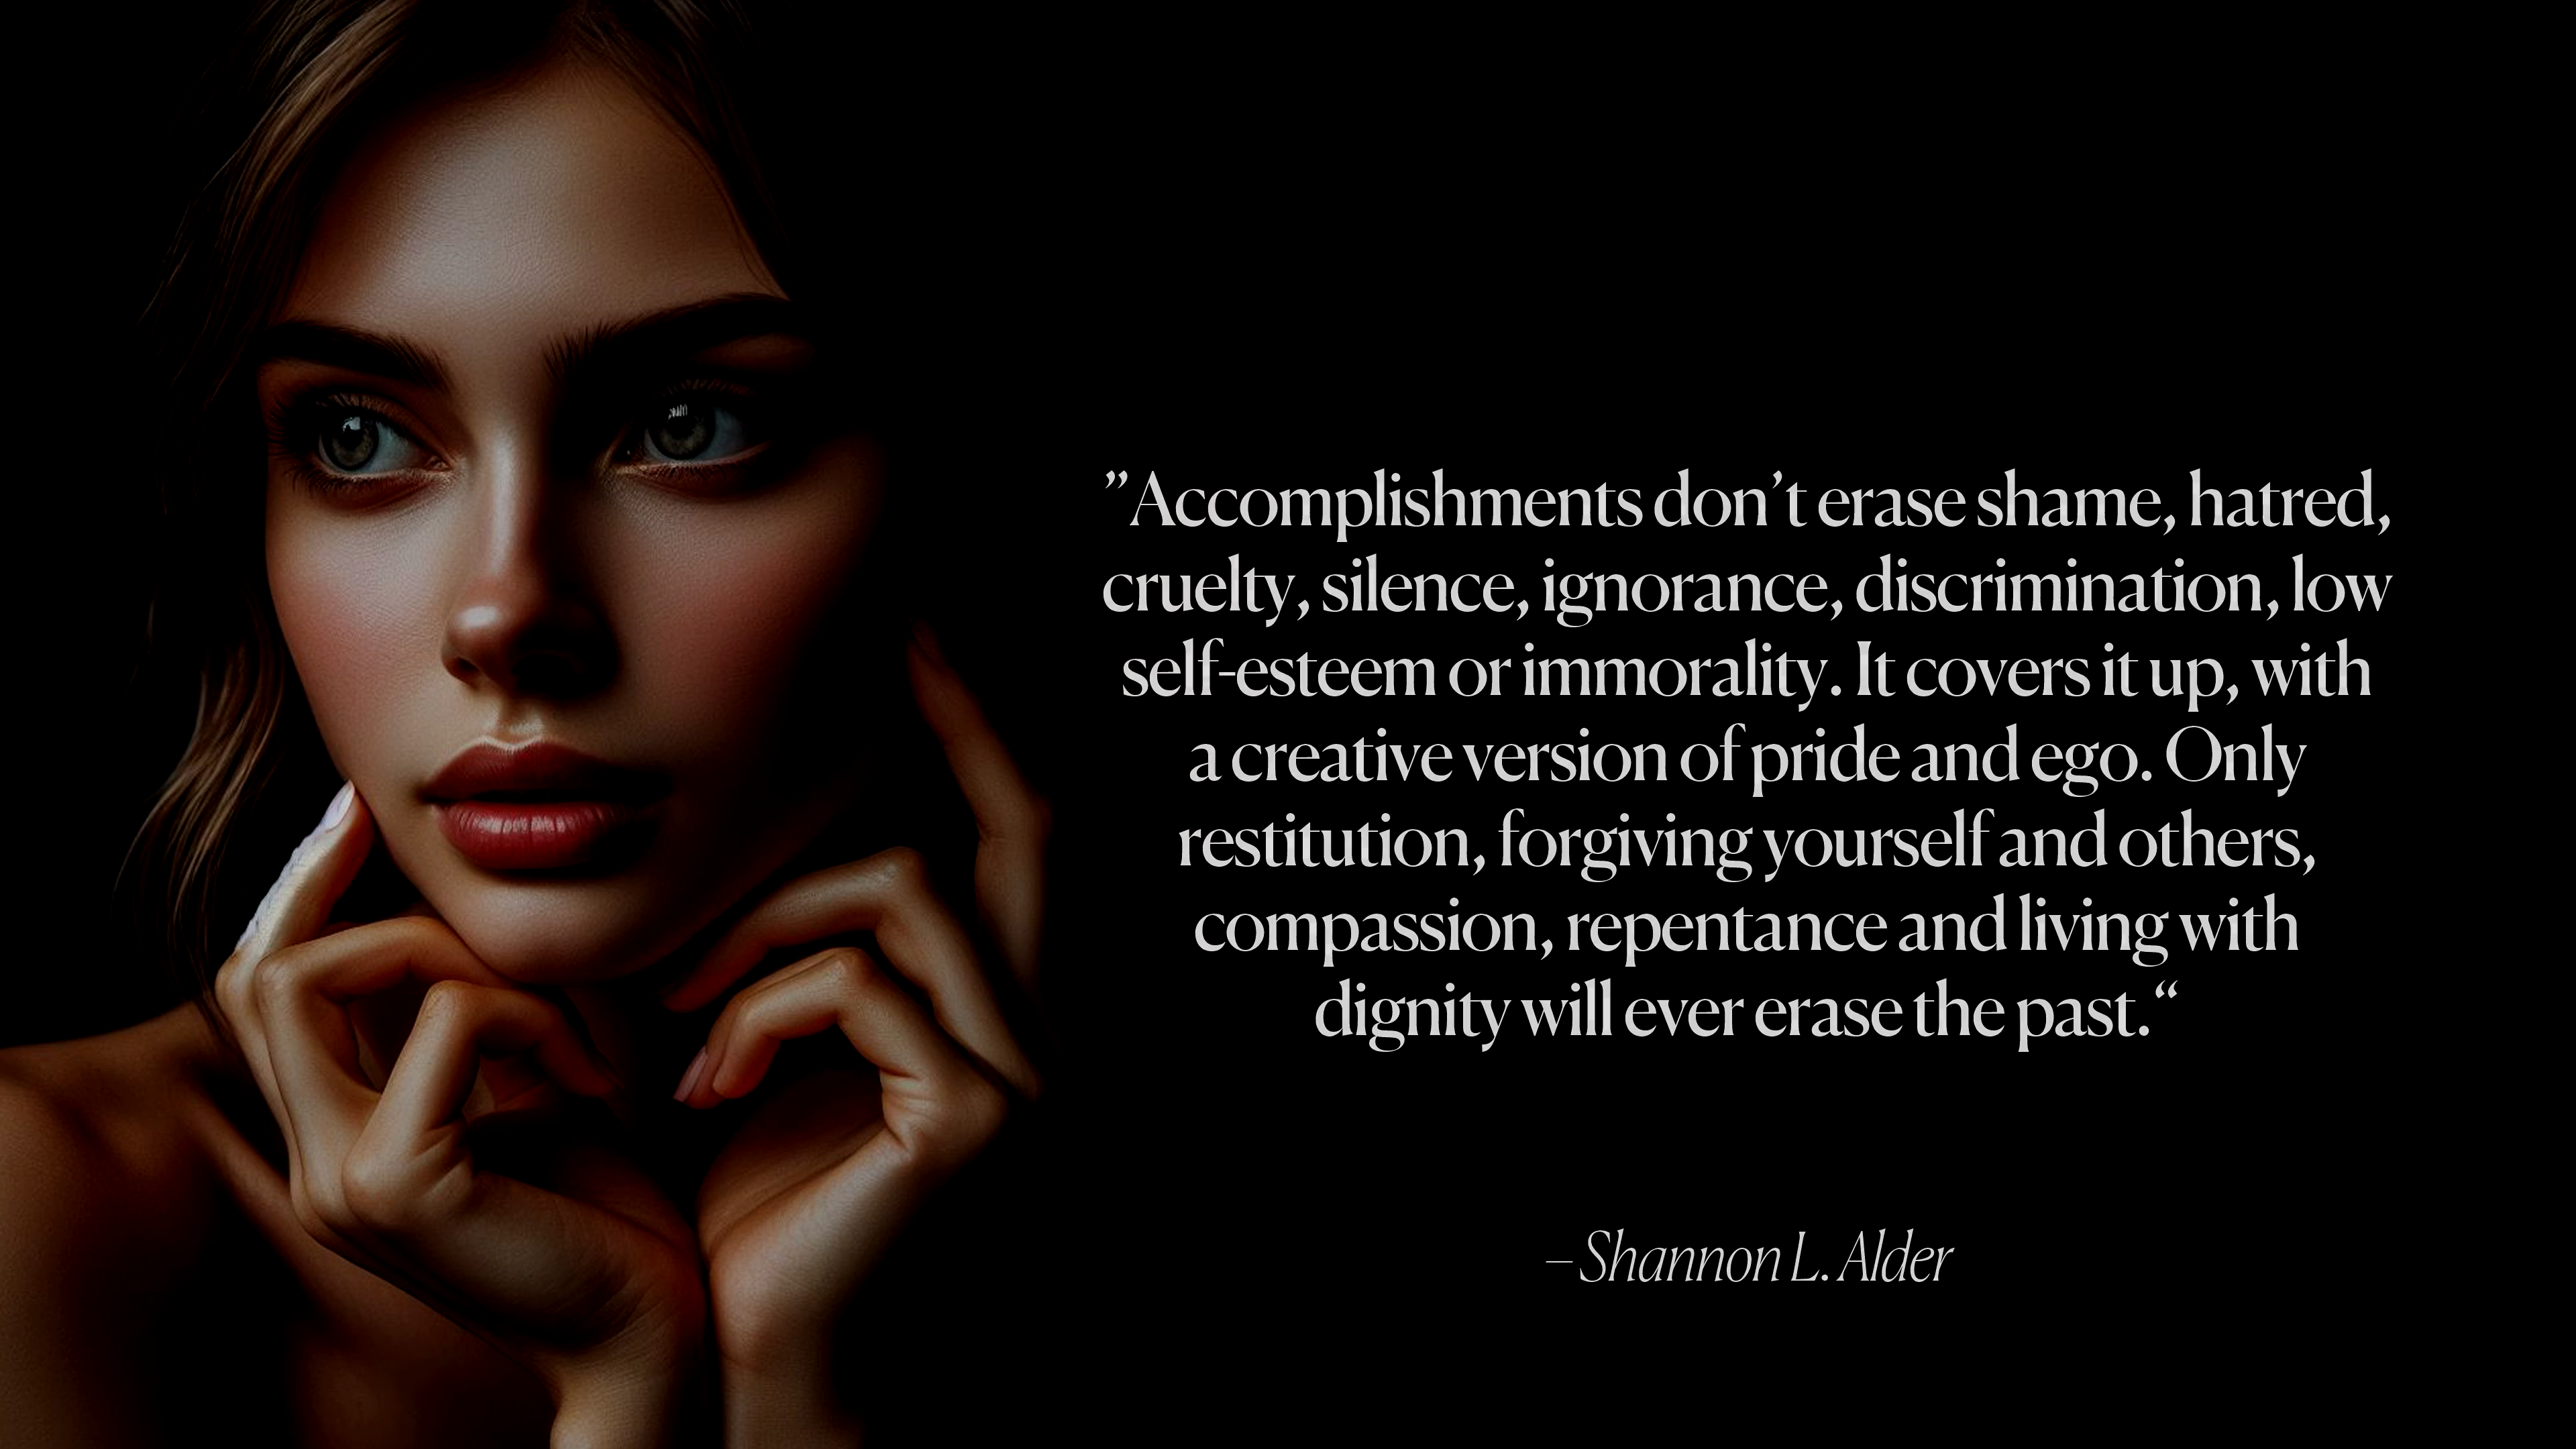 ”Accomplishments don’t erase shame, hatred,
cruelty, silence, ignorance, discrimination, low
self-esteem or immorality. It covers it up, with
a creative version of pride and ego. Only
restitution, forgiving yourself and others,
compassion, repentance and living with
dignity will ever erase the past.“
– Shannon L. Alder